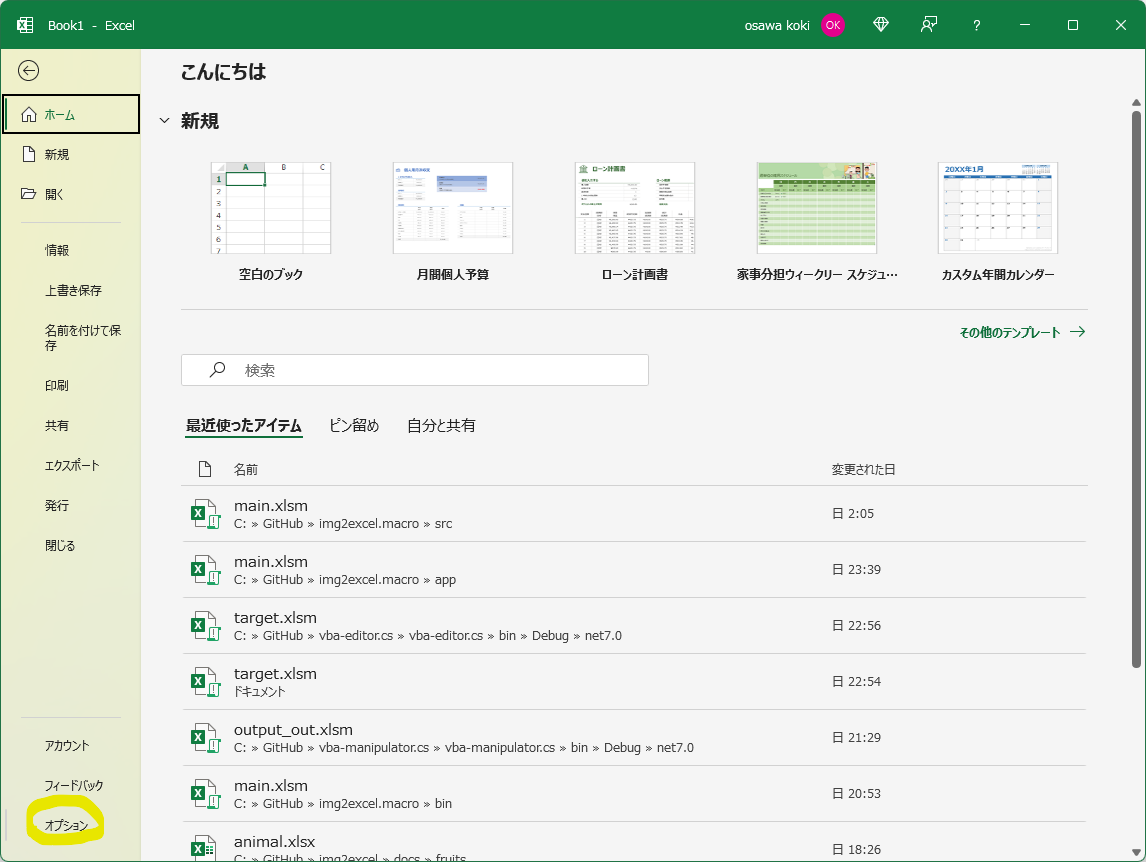 Book1 - Excel
osawa koki OK
?
こんにちは
ホーム
新規
開く
情報
上書き保存
名前を付けて保
存
印刷
共有
エクスポート
発行
閉じる
アカウント
フィードバック
オプション
新規
A B C
1
2
3
4
5
6
7
ローン計画書
20XX年1月
空白のブック
月間個人予算
ローン計画書
家事分担ウィークリー スケジュ…
カスタム年間カレンダー
その他のテンプレート
検索
最近使ったアイテム ピン留め 自分と共有
名前 変更された日
main.xlsm
C: » GitHub » img2excel.macro » src
日 2:05
main.xlsm
C: » GitHub » img2excel.macro » app
日 23:39
target.xlsm
C: » GitHub » vba-editor.cs » vba-editor.cs » bin » Debug » net7.0
日 22:56
target.xlsm
ドキュメント
日 22:54
output_out.xlsm
C: » GitHub » vba-manipulator.cs » vba-manipulator.cs » bin » Debug » net7.0
日 21:29
main.xlsm
C: » GitHub » img2excel.macro » bin
日 20:53
animal.xlsx
C: » GitHub » img2excel » docs » fruits
日 18:26